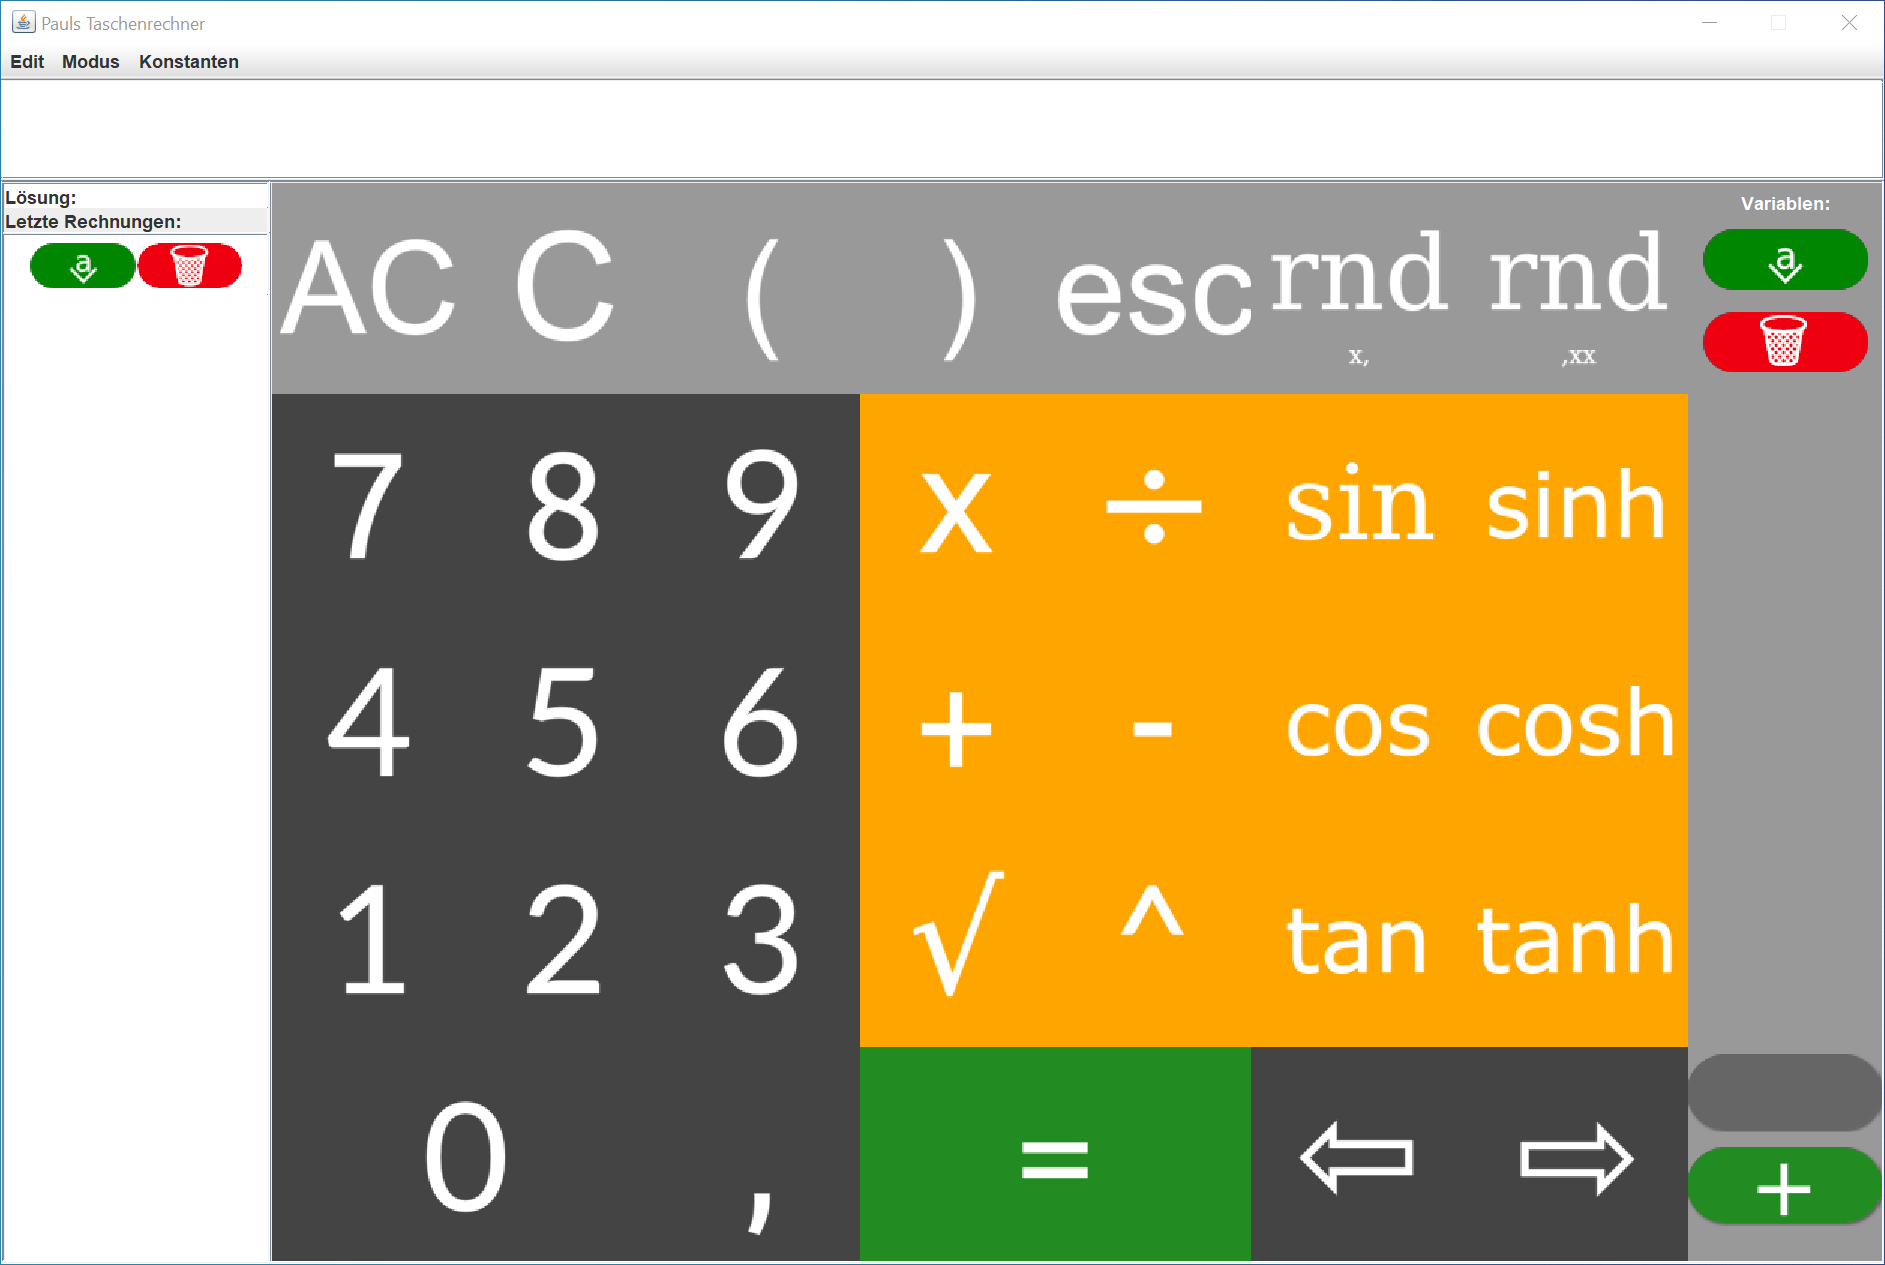 Pauls Taschenrechner
Edit Modus Konstanten
Lösung:
Letzte Rechnungen:
a
AC C ( ) esc rnd rnd
x, ,xx
Variablen:
a
7 8 9 x ÷ sin sinh
4 5 6 + - cos cosh
1 2 3 √ ^ tan tanh
0 , = ⇦ ⇨
+